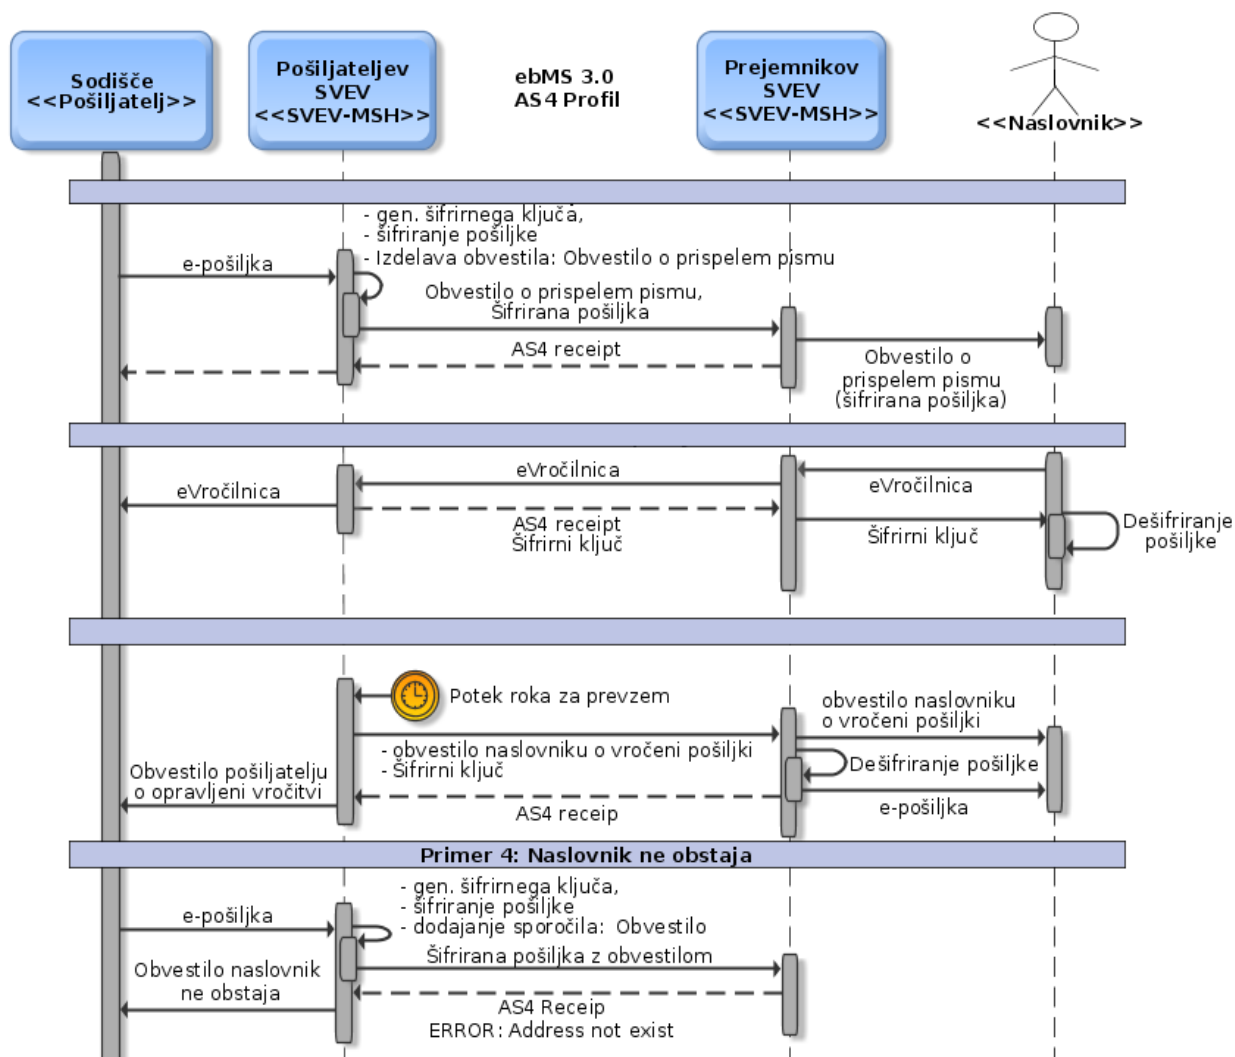 Sodišče
<<Pošiljatelj>>
Pošiljateljev
SVEV
<<SVEV-MSH>>
ebMS 3.0
AS4 Profil
Prejemnikov
SVEV
<<SVEV-MSH>>
<<Naslovnik>>
- gen. šifrirnega ključa,
- šifriranje pošiljke
- Izdelava obvestila: Obvestilo o prispelem pismu
e-pošiljka
Obvestilo o prispelem pismu,
Šifrirana pošiljka
AS4 receipt
Obvestilo o
prispelem pismu
(šifrirana pošiljka)
eVročilnica
eVročilnica
eVročilnica
AS4 receipt
Šifrirni ključ
Šifrirni ključ
Dešifriranje
pošiljke
Potek roka za prevzem
obvestilo naslovniku
o vročeni pošiljki
- obvestilo naslovniku o vročeni pošiljki
- Šifrirni ključ
Dešifriranje pošiljke
Obvestilo pošiljatelju
o opravljeni vročitvi
AS4 receip
e-pošiljka
Primer 4: Naslovnik ne obstaja
- gen. šifrirnega ključa,
- šifriranje pošiljke
- dodajanje sporočila:  Obvestilo
e-pošiljka
Šifrirana pošiljka z obvestilom
Obvestilo naslovnik
ne obstaja
AS4 Receip
ERROR: Address not exist